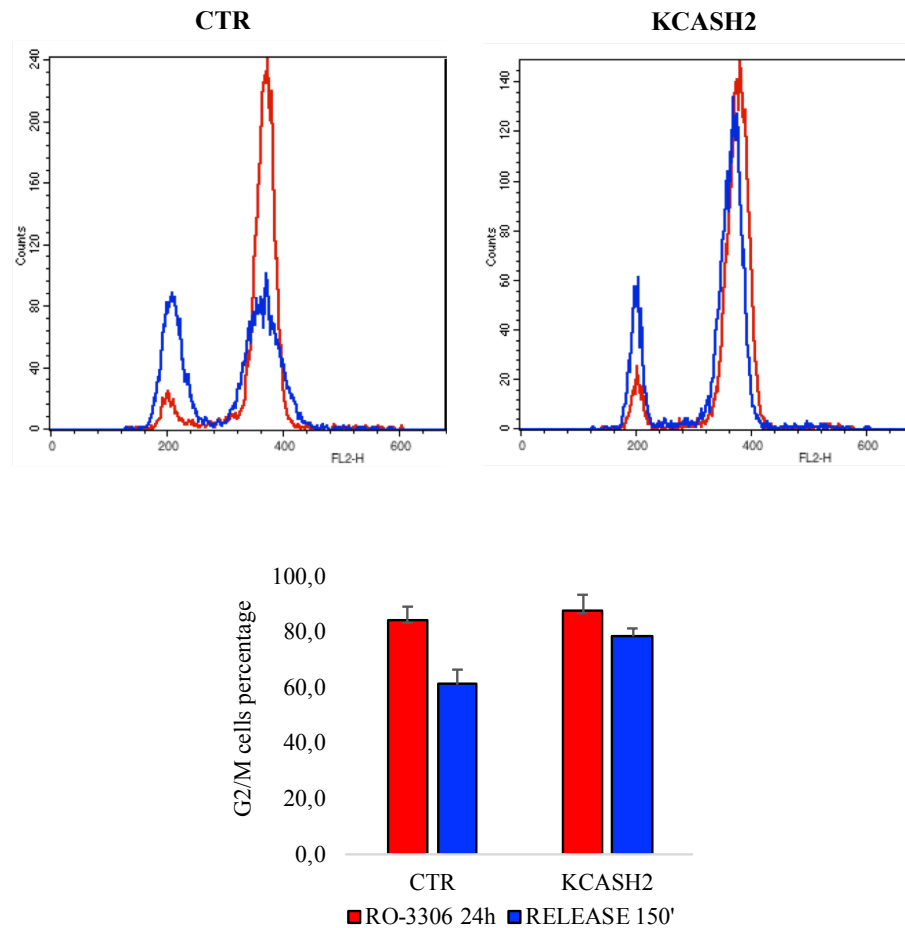 CTR
KCASH2
Counts
0 40 80 120 160 200 240
0 200 400 600
FL2-H
Counts
0 20 40 60 80 100 120 140
0 200 400 600
FL2-H
G2/M cells percentage
100,0
80,0
60,0
40,0
20,0
0,0
CTR KCASH2
RO-3306 24h RELEASE 150'